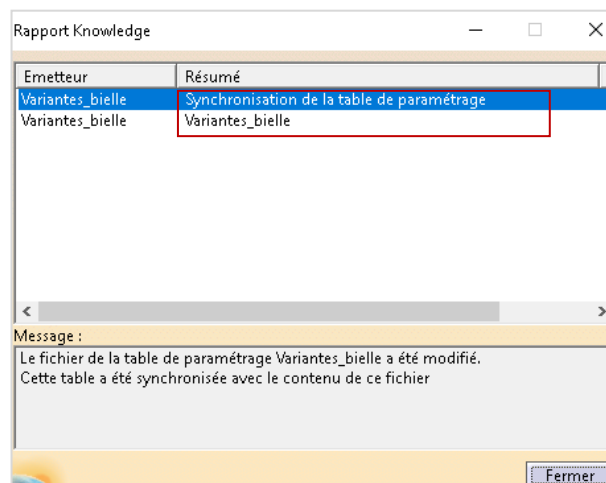 Rapport Knowledge
Emetteur Résumé
Variantes_bielle Synchronisation de la table de paramétrage
Variantes_bielle Variantes_bielle
Message :
Le fichier de la table de paramétrage Variantes_bielle a été modifié.
Cette table a été synchronisée avec le contenu de ce fichier
Fermer